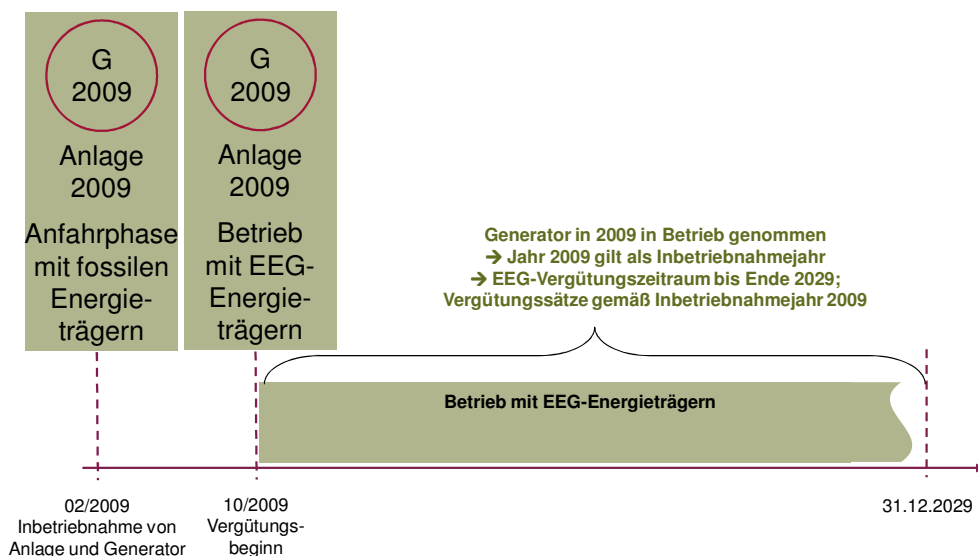 G
2009
Anlage
2009
Anfahrphase
mit fossilen
Energie-
trägern
G
2009
Anlage
2009
Betrieb
mit EEG-
Energie-
trägern
Generator in 2009 in Betrieb genommen
→ Jahr 2009 gilt als Inbetriebnahmejahr
→ EEG-Vergütungszeitraum bis Ende 2029;
Vergütungssätze gemäß Inbetriebnahmejahr 2009
Betrieb mit EEG-Energieträgern
02/2009
Inbetriebnahme von
Anlage und Generator
10/2009
Vergütungs-
beginn
31.12.2029